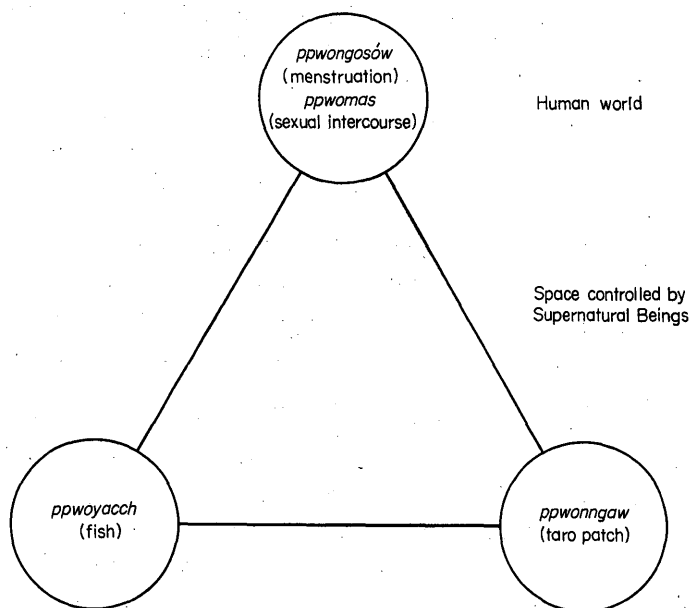 ppwongosów
(menstruation)
ppwomas
(sexual intercourse)
Human world
Space controlled by
Supernatural Beings
ppwoyacch
(fish)
ppwonngaw
(taro patch)